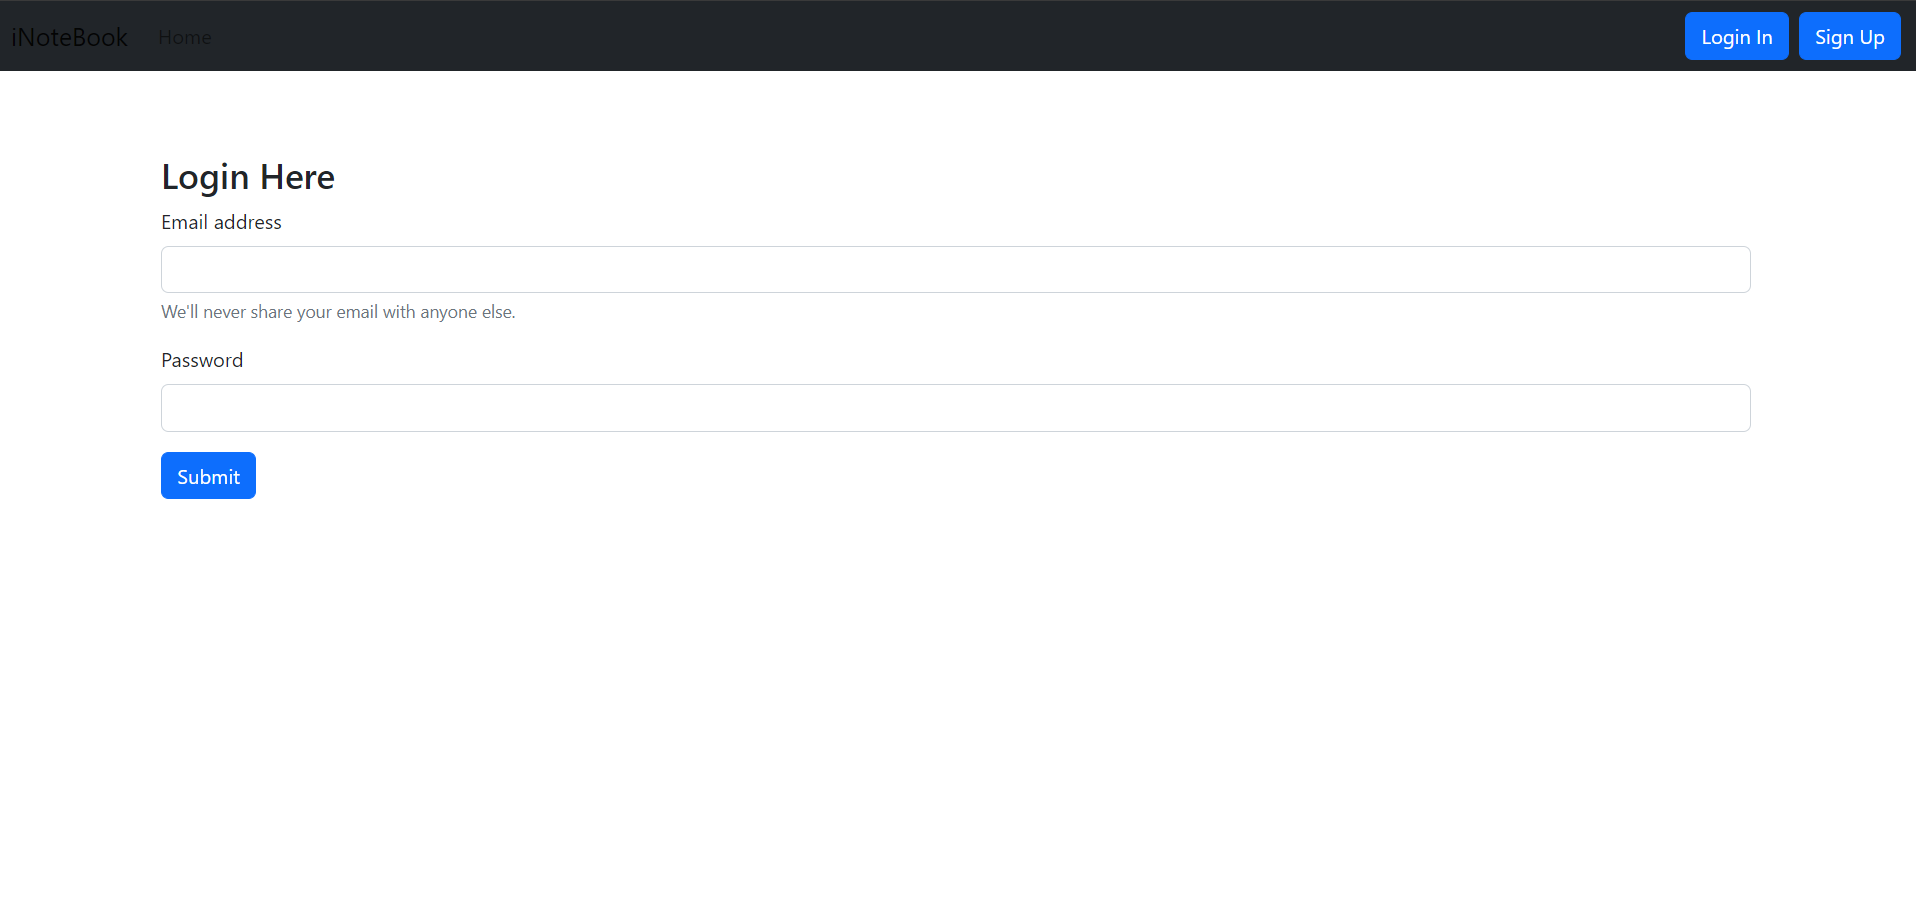 iNoteBook Home Login In Sign Up
Login Here
Email address
We'll never share your email with anyone else.
Password
Submit